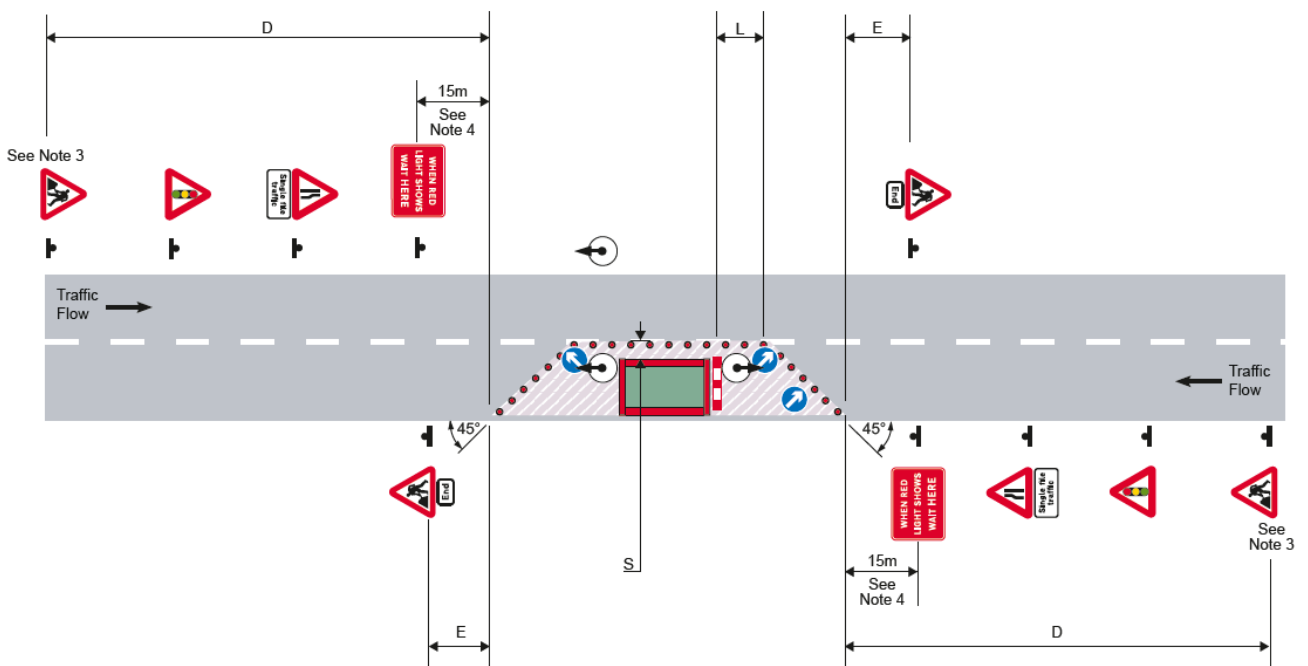 D
L
E
15m
See
Note 4
See Note 3
WHEN RED
LIGHT SHOWS
WAIT HERE
Single file
traffic
End
Traffic
Flow
Traffic
Flow
45°
45°
End
WHEN RED
LIGHT SHOWS
WAIT HERE
Single file
traffic
See
Note 3
S
15m
See
Note 4
E
D